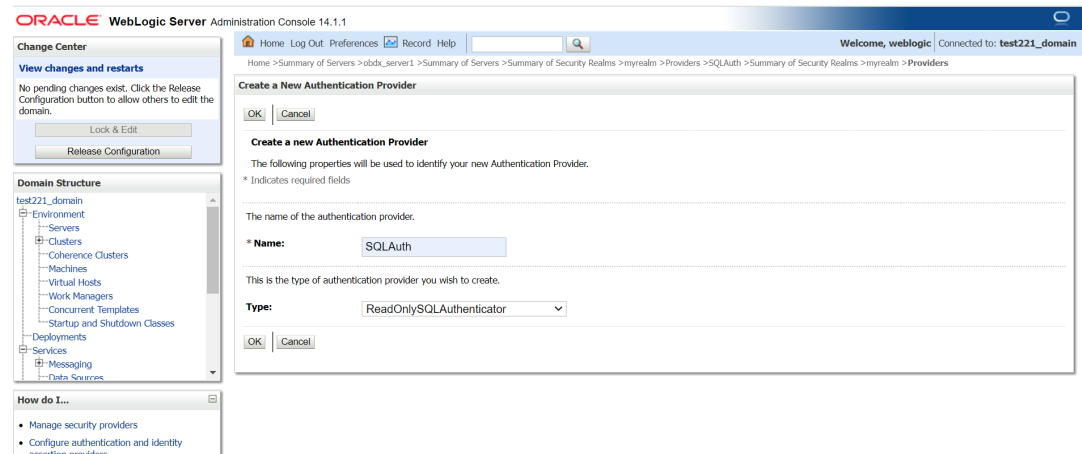 ORACLE WebLogic Server Administration Console 14.1.1
Change Center
View changes and restarts
No pending changes exist. Click the Release
Configuration button to allow others to edit the
domain.
Lock & Edit
Release Configuration
Domain Structure
test221_domain
Environment
Servers
Clusters
Coherence Clusters
Machines
Virtual Hosts
Work Managers
Concurrent Templates
Startup and Shutdown Classes
Deployments
Services
Messaging
Data Sources
How do I...
Manage security providers
Configure authentication and identity
assertion providers
Home Log Out Preferences Record Help
Welcome, weblogic Connected to: test221_domain
Home >Summary of Servers >obdx_server1 >Summary of Servers >Summary of Security Realms >myrealm >Providers >SQLAuth >Summary of Security Realms >myrealm >Providers
Create a New Authentication Provider
OK Cancel
Create a new Authentication Provider
The following properties will be used to identify your new Authentication Provider.
* Indicates required fields
The name of the authentication provider.
* Name: SQLAuth
This is the type of authentication provider you wish to create.
Type: ReadOnlySQLAuthenticator
OK Cancel